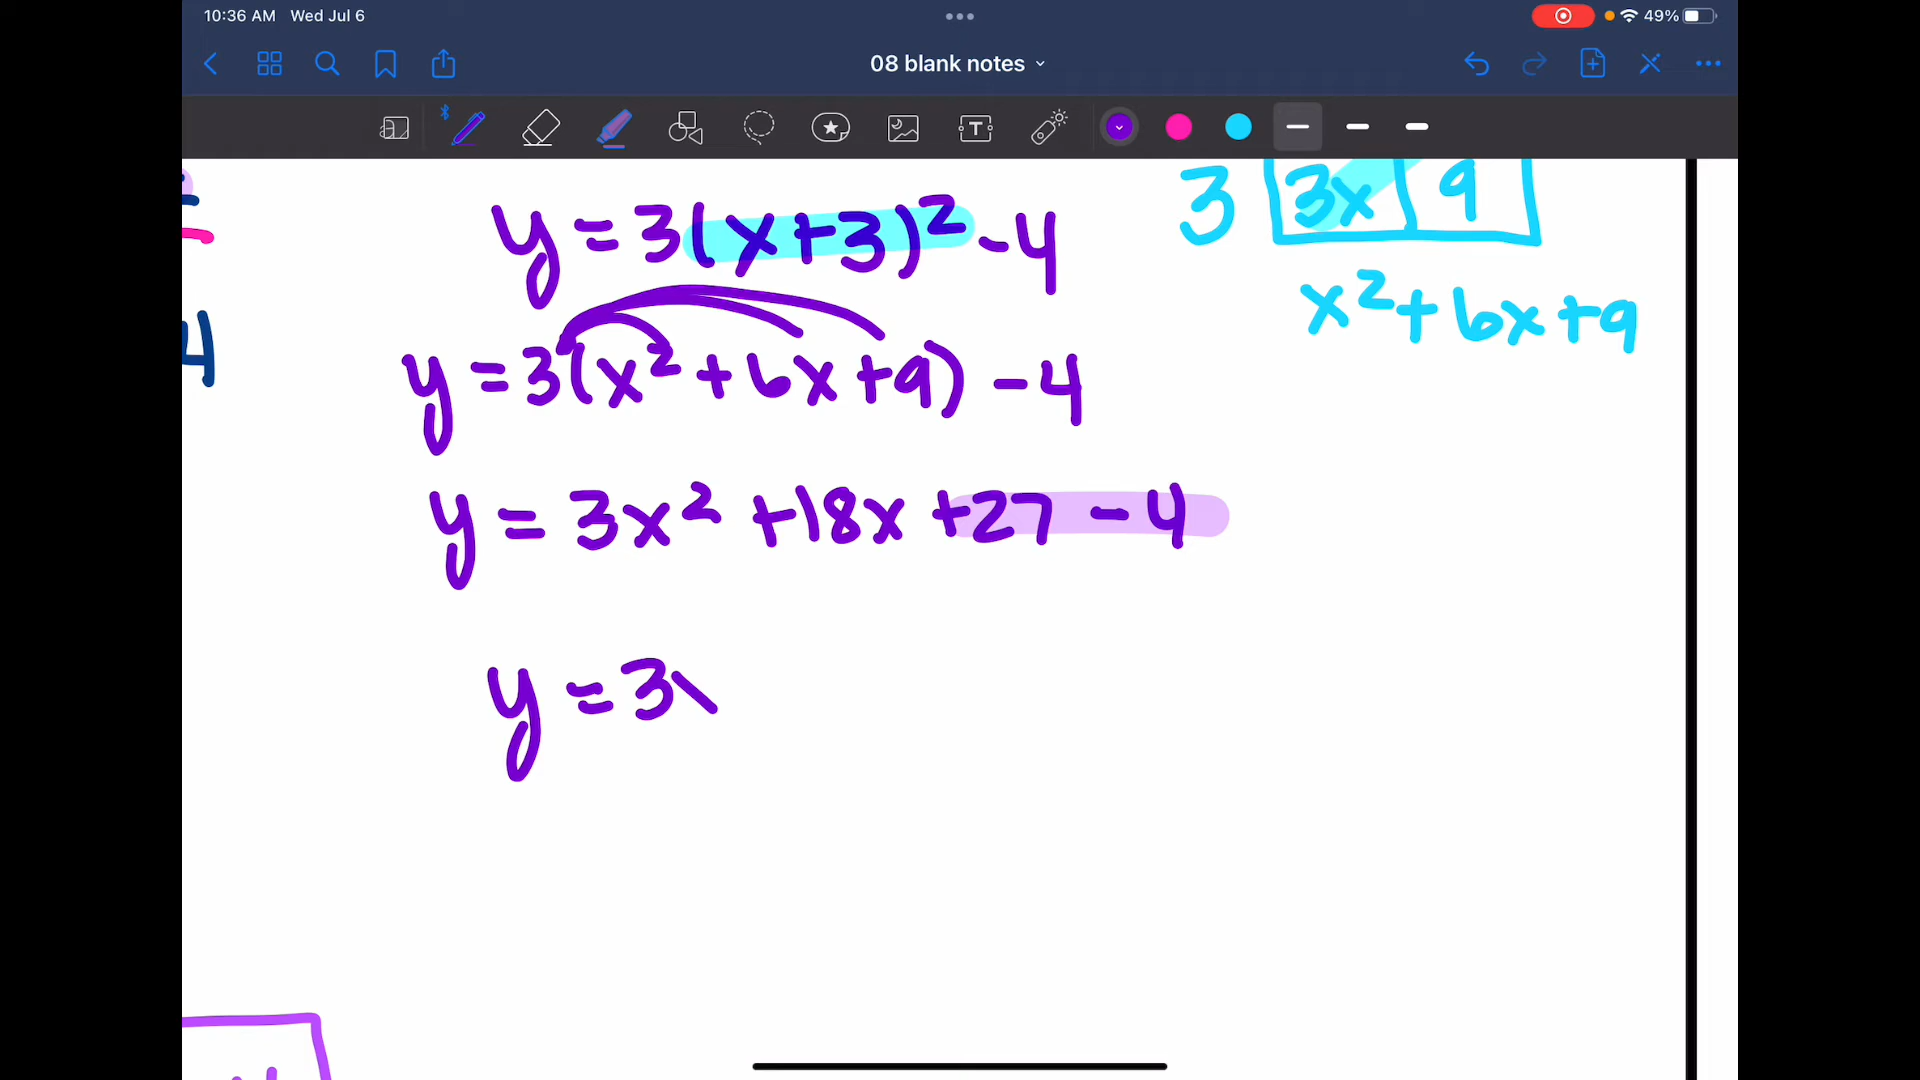 10:36 AM Wed Jul 6
49%
08 blank notes
y = 3(x+3)² - 4
3 3x 9
x² + 6x + 9
4
y = 3(x² + 6x + 9) - 4
y = 3x² + 18x + 27 - 4
y = 3